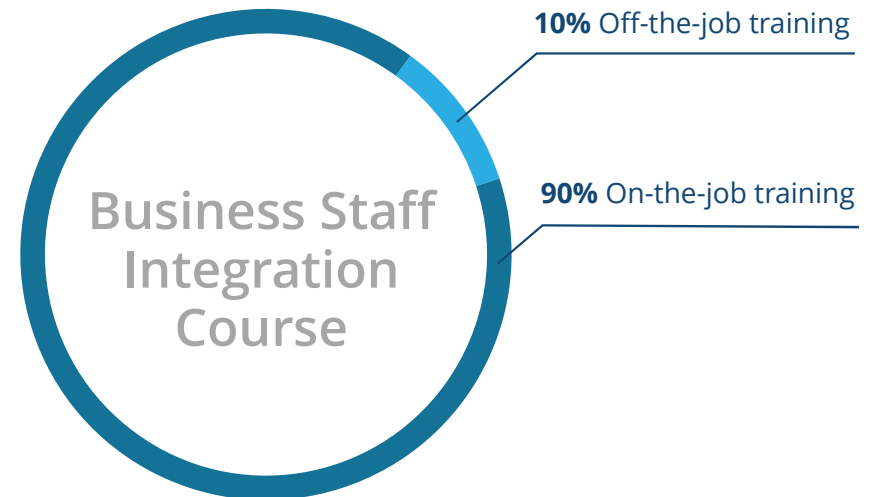 10% Off-the-job training
90% On-the-job training
Business Staff
Integration
Course